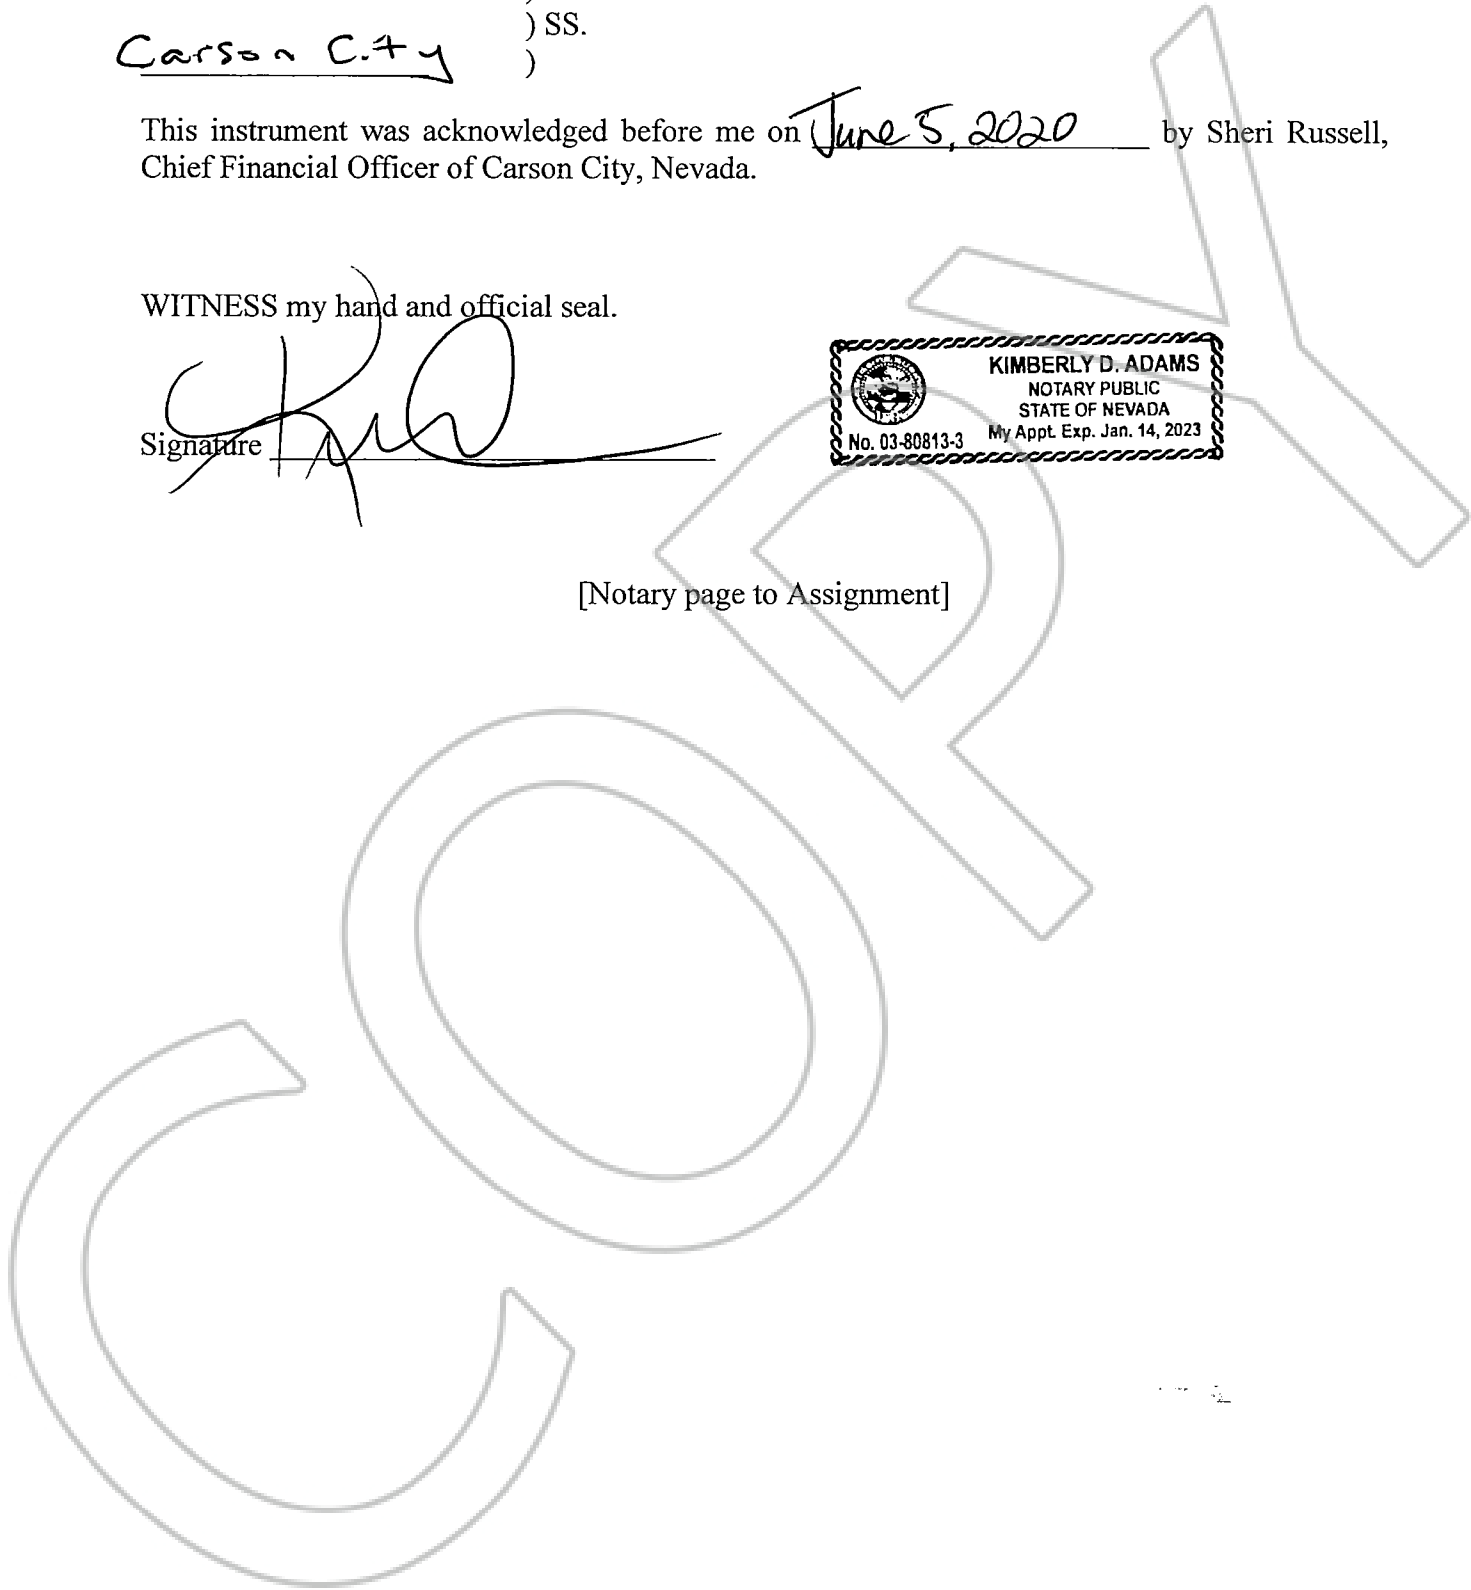 ) SS.
Carson City )
This instrument was acknowledged before me on June 5, 2020 by Sheri Russell,
Chief Financial Officer of Carson City, Nevada.
WITNESS my hand and official seal.
KIMBERLY D. ADAMS
NOTARY PUBLIC
STATE OF NEVADA
No. 03-80813-3 My Appt. Exp. Jan. 14, 2023
Signature
[Notary page to Assignment]
COPY